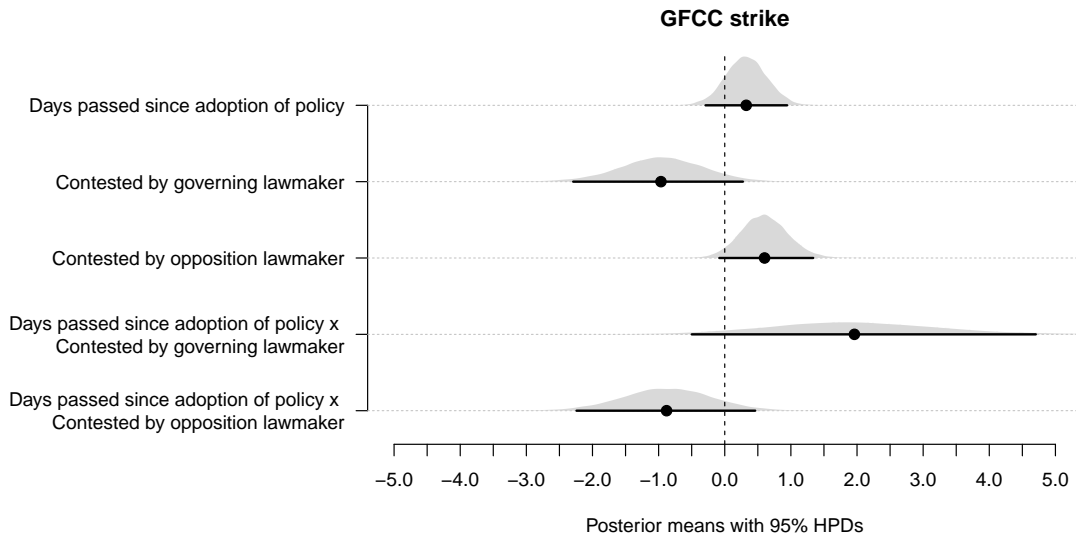 GFCC strike
Days passed since adoption of policy
Contested by governing lawmaker
Contested by opposition lawmaker
Days passed since adoption of policy x
Contested by governing lawmaker
Days passed since adoption of policy x
Contested by opposition lawmaker
−5.0 −4.0 −3.0 −2.0 −1.0 0.0 1.0 2.0 3.0 4.0 5.0
Posterior means with 95% HPDs